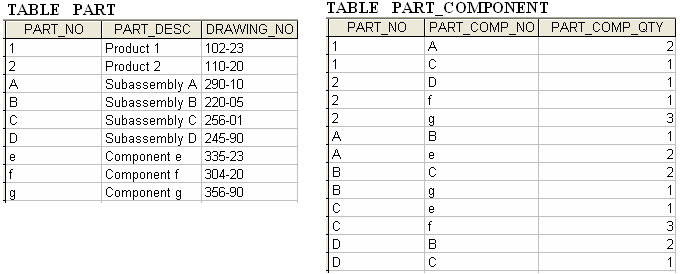 TABLE PART
PART_NO PART_DESC DRAWING_NO
1 Product 1 102-23
2 Product 2 110-20
A Subassembly A 290-10
B Subassembly B 220-05
C Subassembly C 256-01
D Subassembly D 245-90
e Component e 335-23
f Component f 304-20
g Component g 356-90
TABLE PART_COMPONENT
PART_NO PART_COMP_NO PART_COMP_QTY
1 A 2
1 C 1
2 D 1
2 f 1
2 g 3
A B 1
A e 2
B C 2
B g 1
C e 1
C f 3
D B 2
D C 1